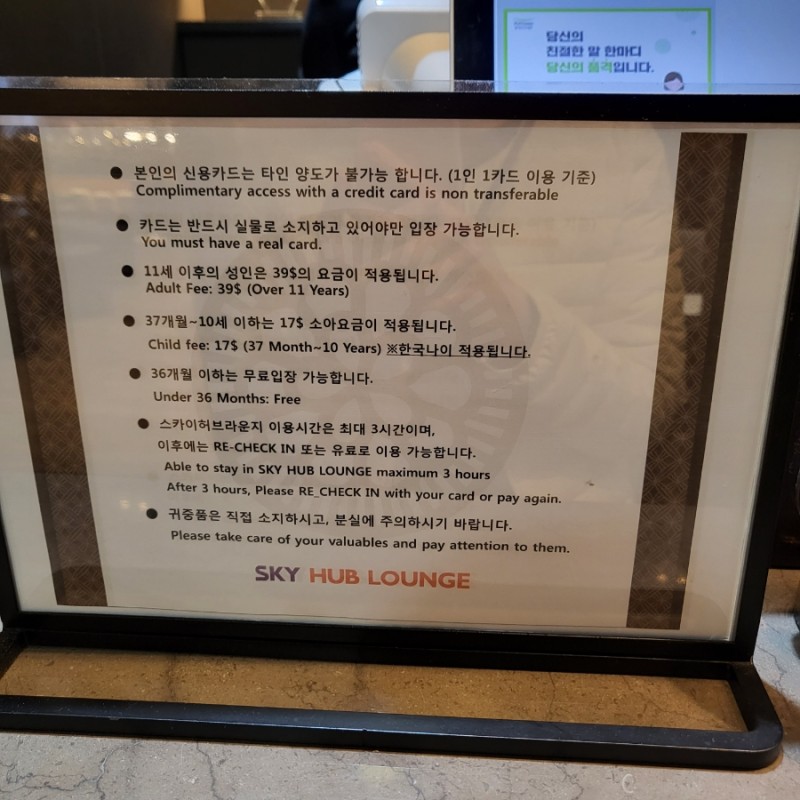 당신의
친절한 말 한마디
당신의 품격입니다.
● 본인의 신용카드는 타인 양도가 불가능 합니다. (1인 1카드 이용 기준)
Complimentary access with a credit card is non transferable
● 카드는 반드시 실물로 소지하고 있어야만 입장 가능합니다.
You must have a real card.
● 11세 이후의 성인은 39$의 요금이 적용됩니다.
Adult Fee: 39$ (Over 11 Years)
● 37개월~10세 이하는 17$ 소아요금이 적용됩니다.
Child fee: 17$ (37 Month~10 Years) ※한국나이 적용됩니다.
● 36개월 이하는 무료입장 가능합니다.
Under 36 Months: Free
● 스카이허브라운지 이용시간은 최대 3시간이며,
이후에는 RE-CHECK IN 또는 유료로 이용 가능합니다.
Able to stay in SKY HUB LOUNGE maximum 3 hours
After 3 hours, Please RE_CHECK IN with your card or pay again.
● 귀중품은 직접 소지하시고, 분실에 주의하시기 바랍니다.
Please take care of your valuables and pay attention to them.
SKY HUB LOUNGE